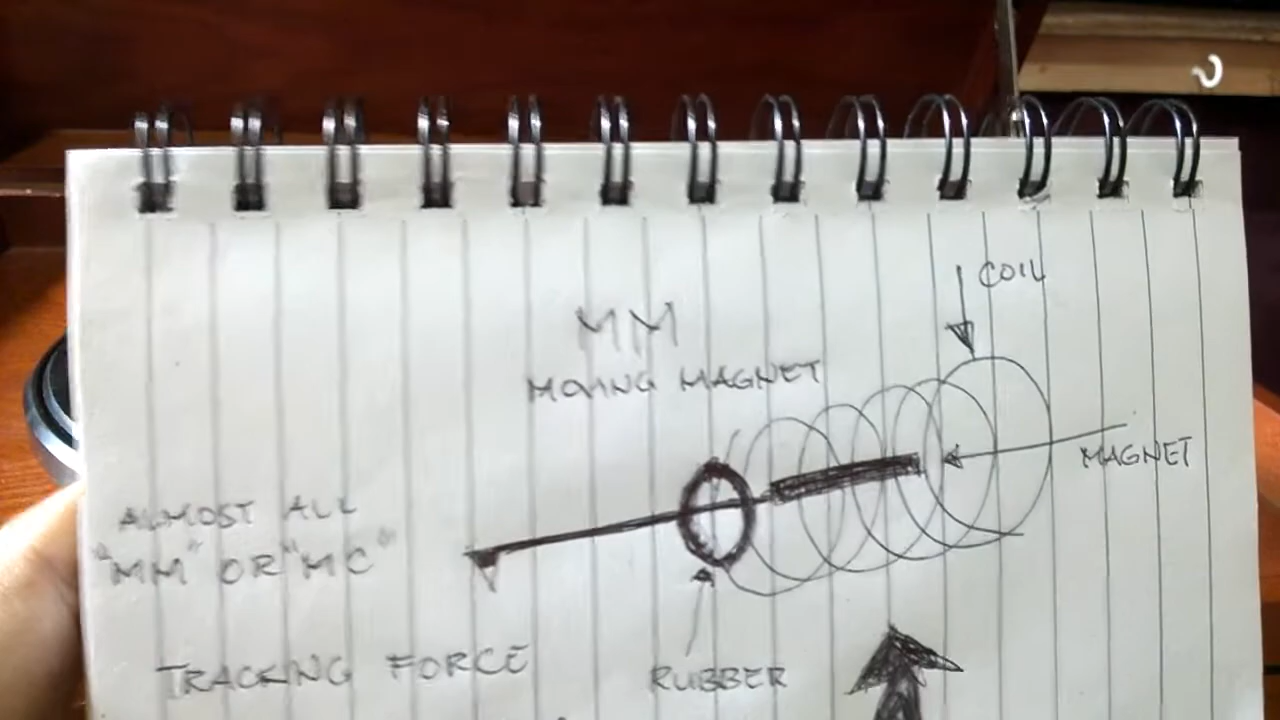 COIL
MM
MOVING MAGNET
MAGNET
ALMOST ALL
"MM" OR "MC"
TRACKING FORCE
RUBBER